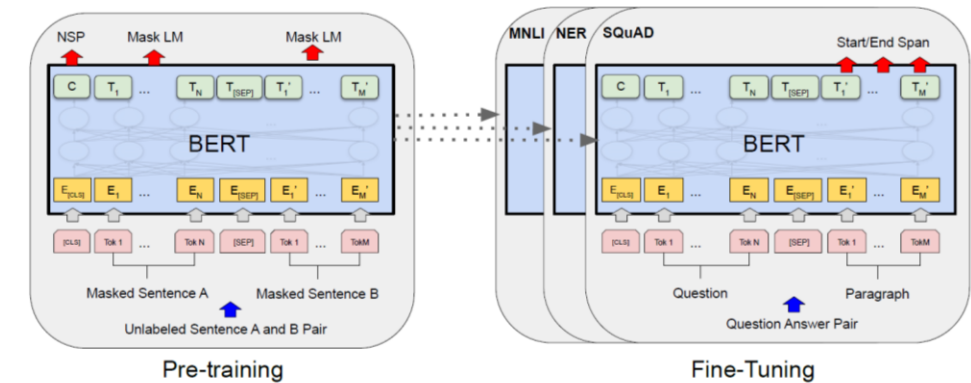 NSP Mask LM Mask LM
C T1 ... TN T[SEP] T1' ... TM'
BERT
E[CLS] E1 ... EN E[SEP] E1' ... EM'
[CLS] Tok 1 ... Tok N [SEP] Tok 1 ... TokM
Masked Sentence A Masked Sentence B
Unlabeled Sentence A and B Pair
Pre-training
MNLI NER SQuAD
Start/End Span
C T1 ... TN T[SEP] T1' ... TM'
BERT
E[CLS] E1 ... EN E[SEP] E1' ... EM'
[CLS] Tok 1 ... Tok N [SEP] Tok 1 ... TokM
Question Paragraph
Question Answer Pair
Fine-Tuning